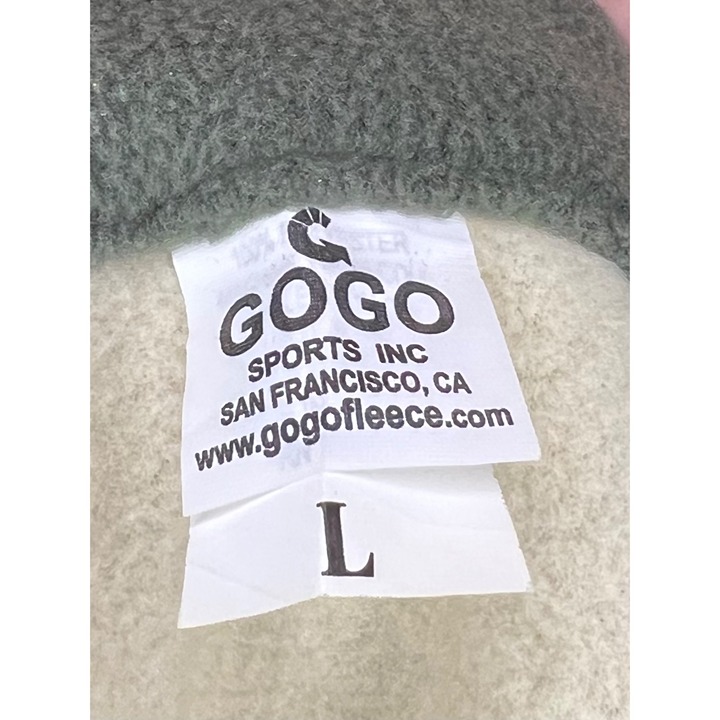 G
GOGO
SPORTS INC
SAN FRANCISCO, CA
www.gogofleece.com
L